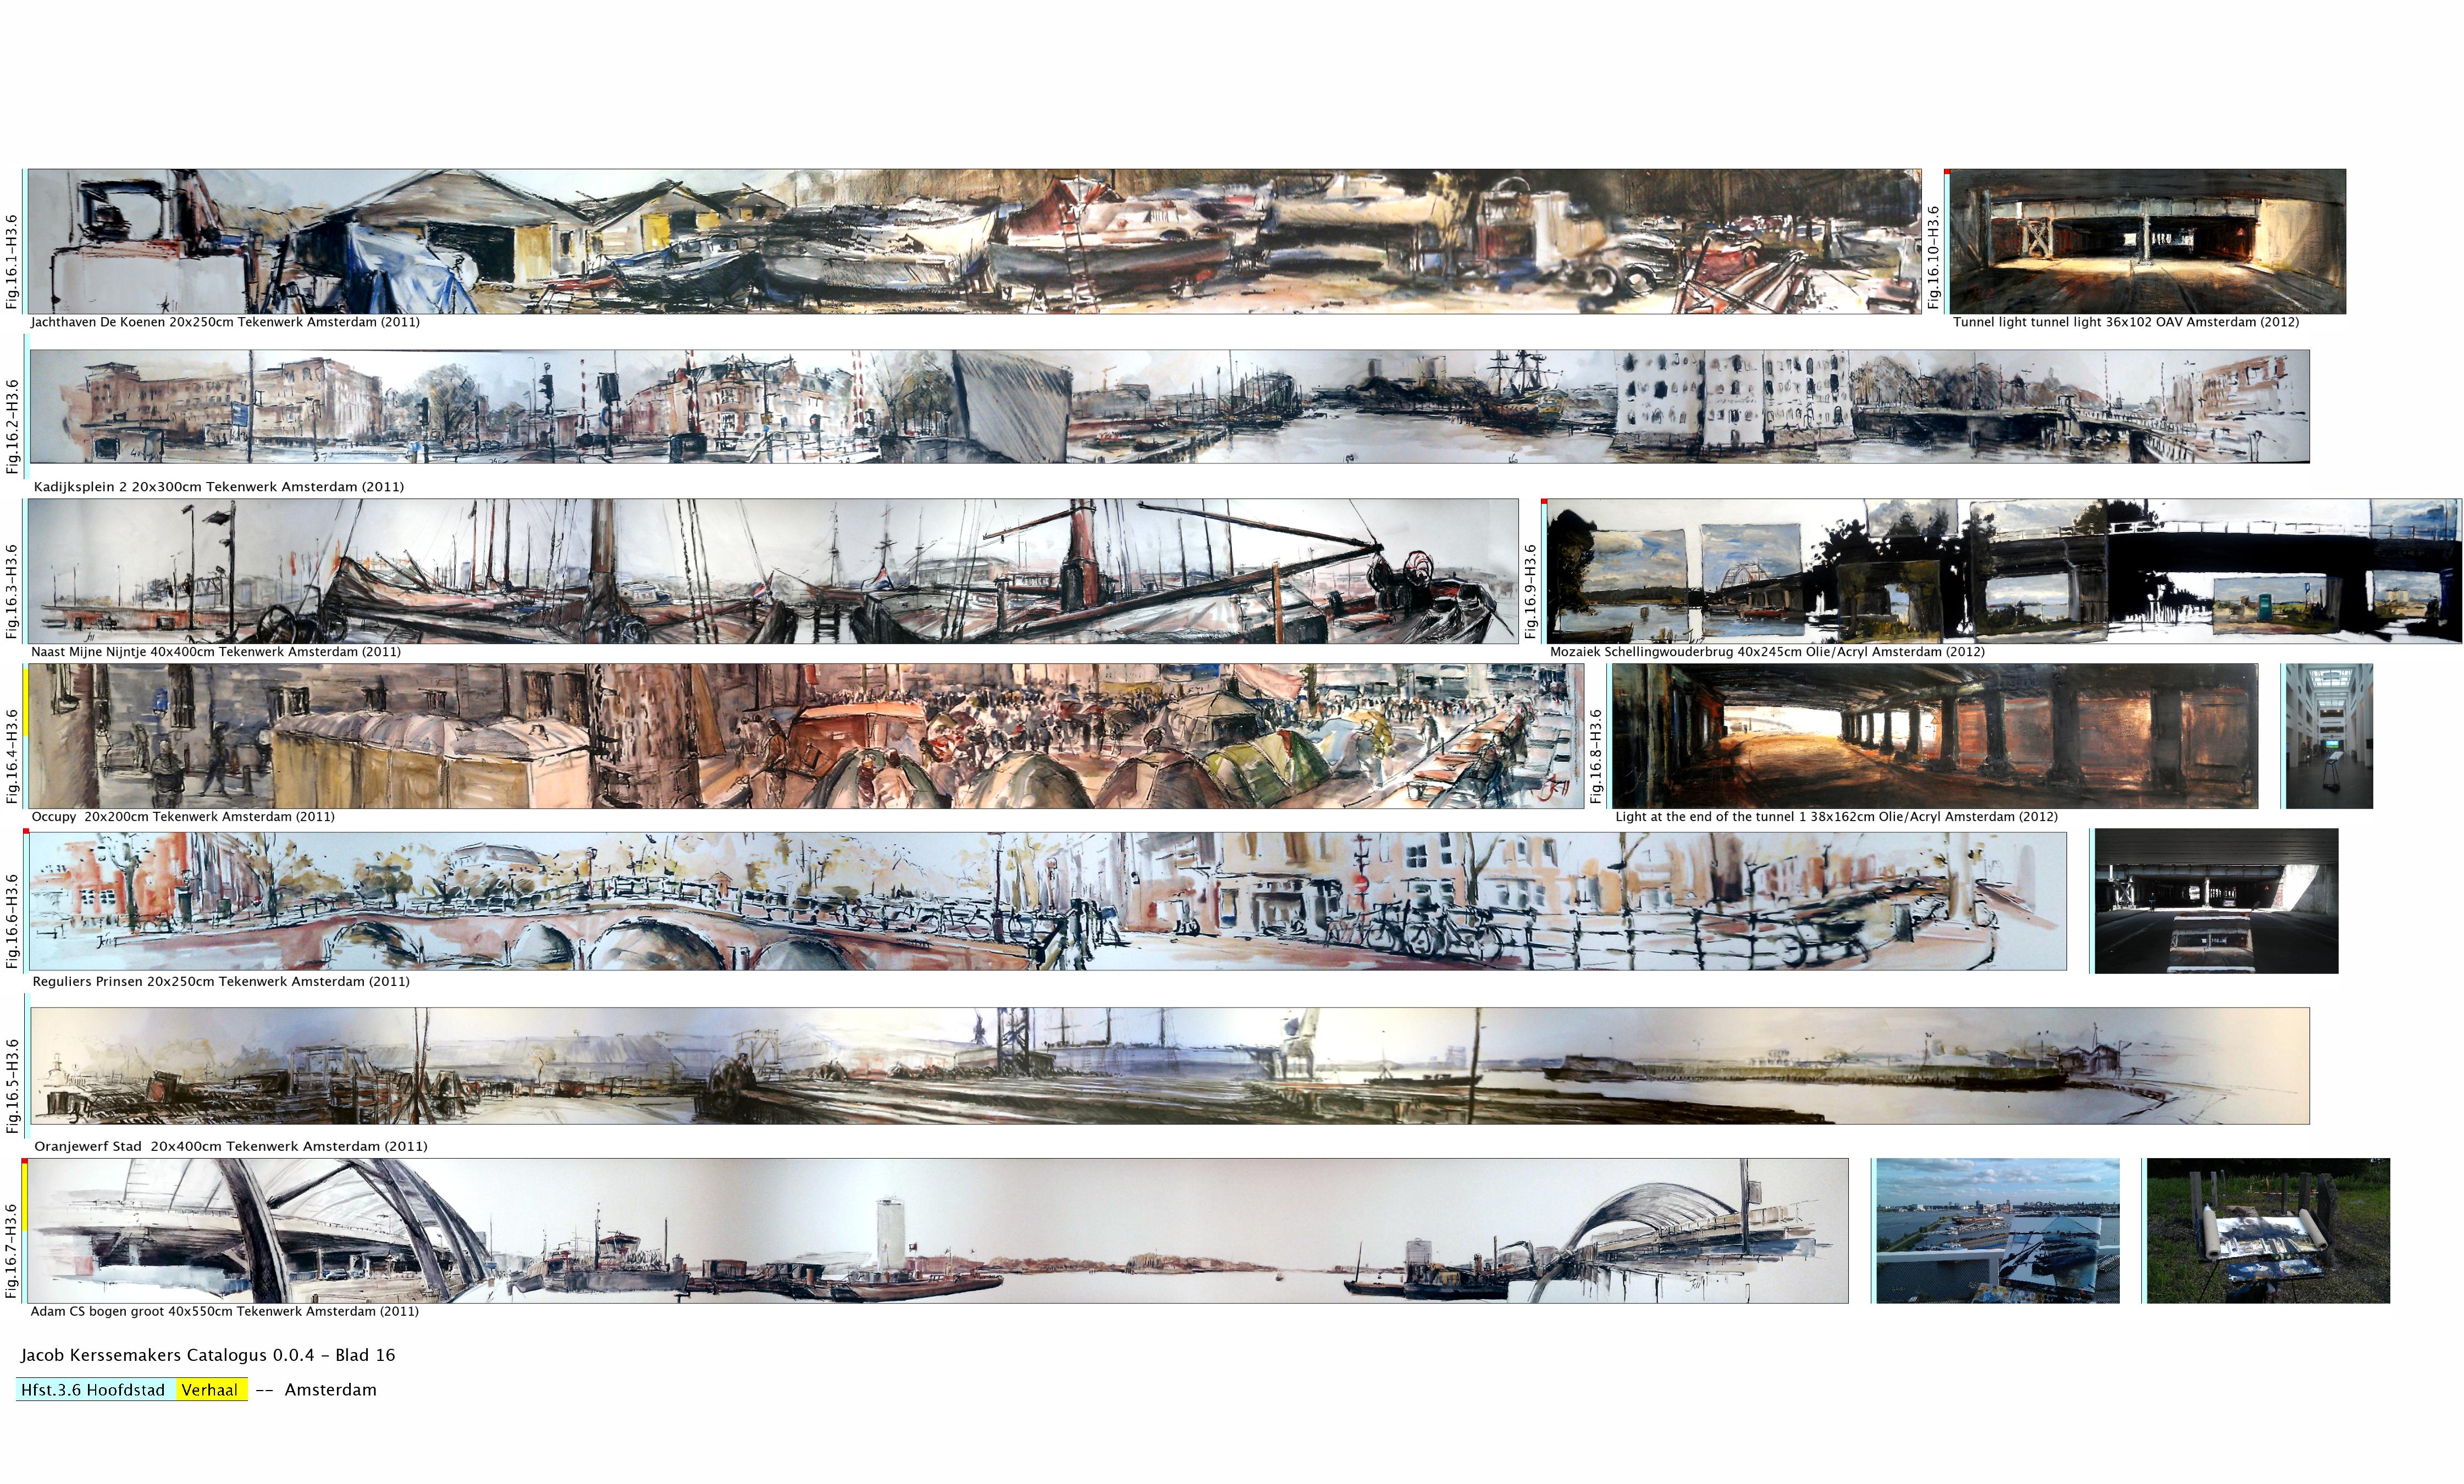 Fig.16.1-H3.6
Jachthaven De Koenen 20x250cm Tekenwerk Amsterdam (2011)
Fig.16.10-H3.6
Tunnel light tunnel light 36x102 OAV Amsterdam (2012)
Fig.16.2-H3.6
Kadijksplein 2 20x300cm Tekenwerk Amsterdam (2011)
Fig.16.3-H3.6
Naast Mijne Nijntje 40x400cm Tekenwerk Amsterdam (2011)
Fig.16.9-H3.6
Mozaiek Schellingwouderbrug 40x245cm Olie/Acryl Amsterdam (2012)
Fig.16.4-H3.6
Occupy  20x200cm Tekenwerk Amsterdam (2011)
Fig.16.8-H3.6
Light at the end of the tunnel 1 38x162cm Olie/Acryl Amsterdam (2012)
Fig.16.6-H3.6
Reguliers Prinsen 20x250cm Tekenwerk Amsterdam (2011)
Fig.16.5-H3.6
Oranjewerf Stad  20x400cm Tekenwerk Amsterdam (2011)
Fig.16.7-H3.6
Adam CS bogen groot 40x550cm Tekenwerk Amsterdam (2011)
Jacob Kerssemakers Catalogus 0.0.4 - Blad 16
Hfst.3.6 Hoofdstad Verhaal -- Amsterdam